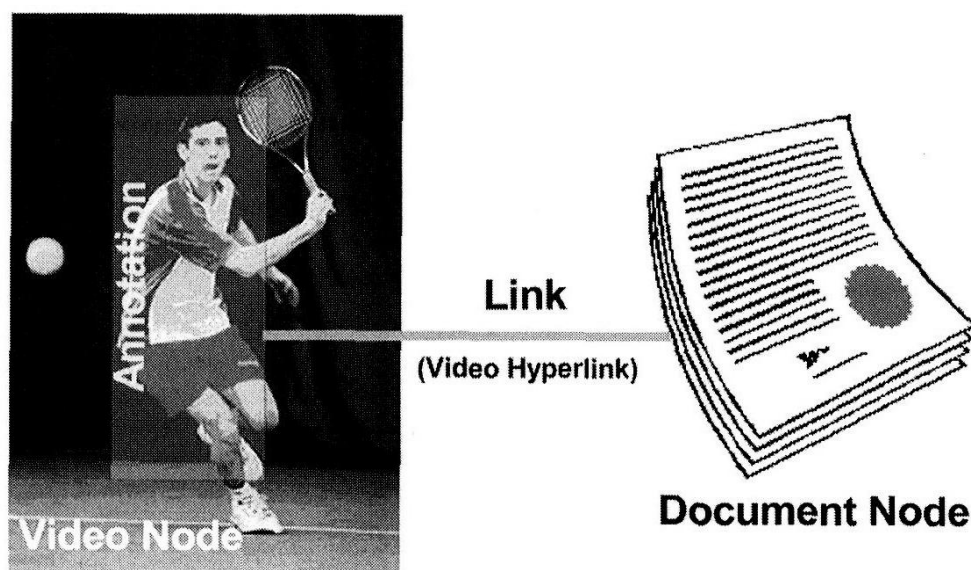 Annotation
Video Node
Link
(Video Hyperlink)
Document Node